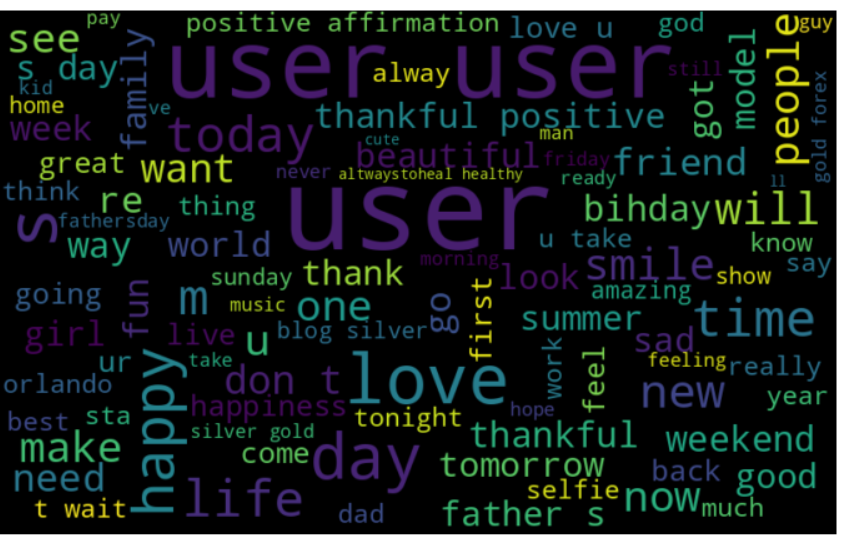 pay
positive affirmation
love u
god
guy
see
user user
people
s day
family
alway
still
model
kid
got
home
ve
thankful positive
gold forex
week
today
cute
man
beautiful
friday
friend
great
want
never
altwaystoheal healthy
ready
ll
think
re
thing
user
bihday
will
s
fathersday
way
world
u take
know
morning
smile
say
sunday
thank
look
show
going
fun
m
music
one
go
first
amazing
summer
time
girl
live
u
blog silver
sad
ur
take
work
feel
feeling
really
orlando
happy
don t
love
new
year
best
sta
happiness
tonight
hope
make
silver gold
come
day
thankful
weekend
need
tomorrow
back
good
life
selfie
now
t wait
dad
father s
much